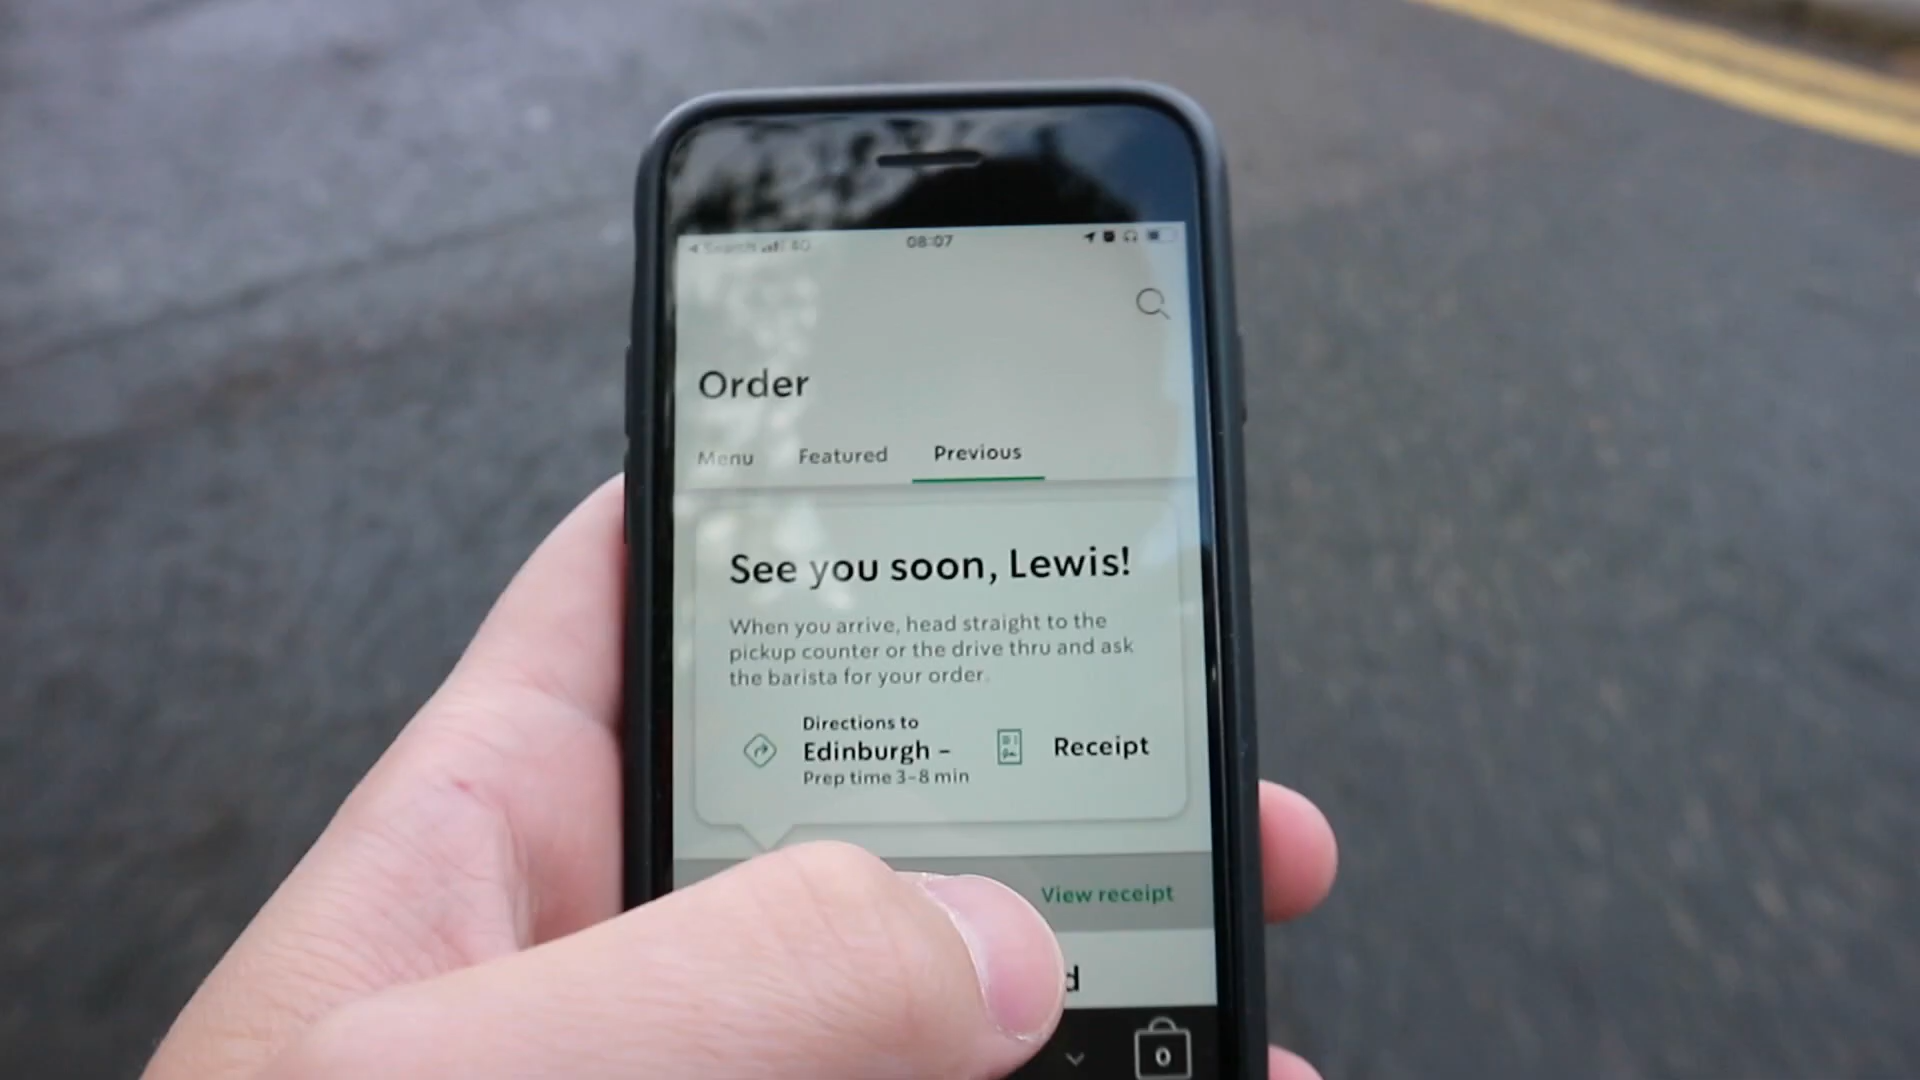 Search 4G 08:07
Order
Menu Featured Previous
See you soon, Lewis!
When you arrive, head straight to the
pickup counter or the drive thru and ask
the barista for your order.
Directions to
Edinburgh –
Prep time 3–8 min
Receipt
View receipt
d
0